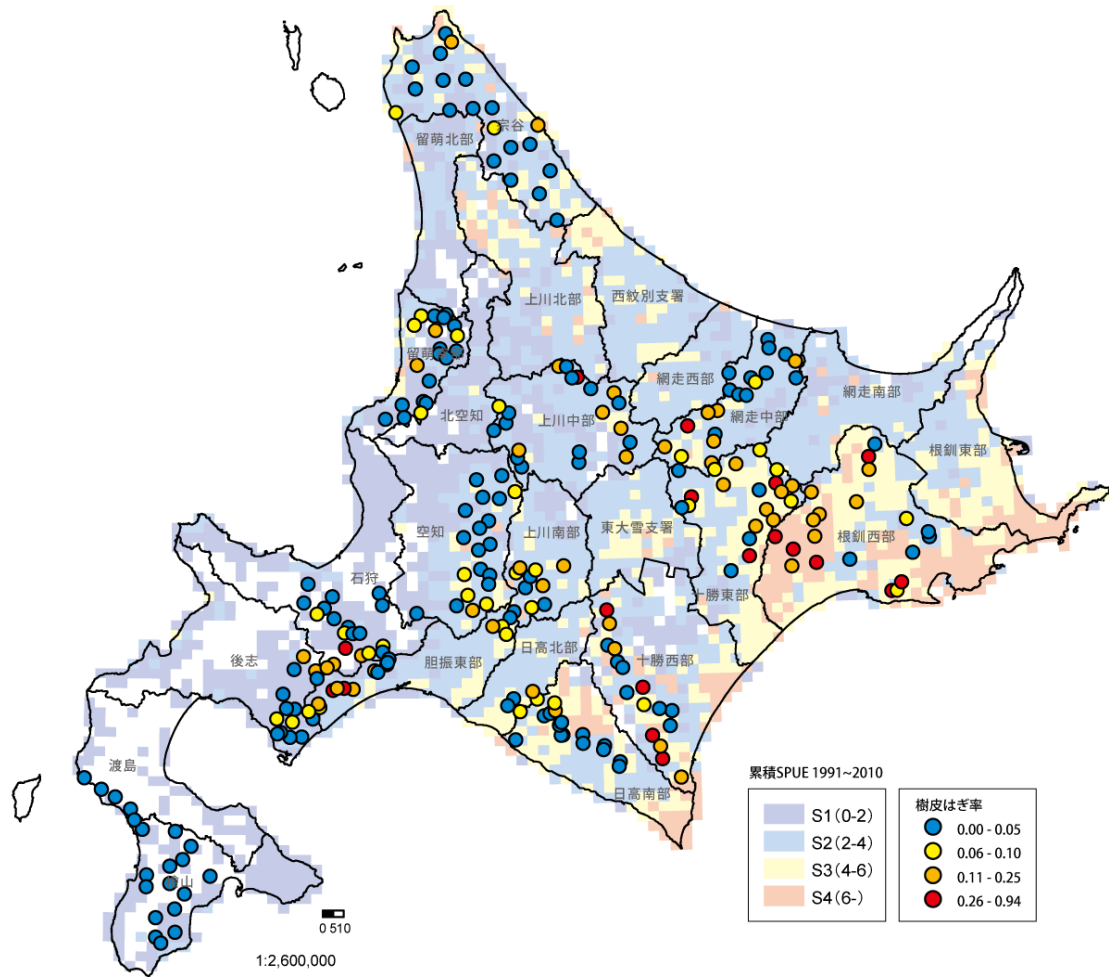 宗谷
留萌北部
上川北部
西紋別支署
留萌
網走西部
網走南部
北空知
上川中部
網走中部
根釧東部
空知
上川南部
東大雪支署
根釧西部
石狩
十勝東部
後志
胆振東部
日高北部
十勝西部
渡島
日高南部
山
累積SPUE 1991~2010
S1(0-2)
S2(2-4)
S3(4-6)
S4(6-)
樹皮はぎ率
0.00 - 0.05
0.06 - 0.10
0.11 - 0.25
0.26 - 0.94
0 510
1:2,600,000